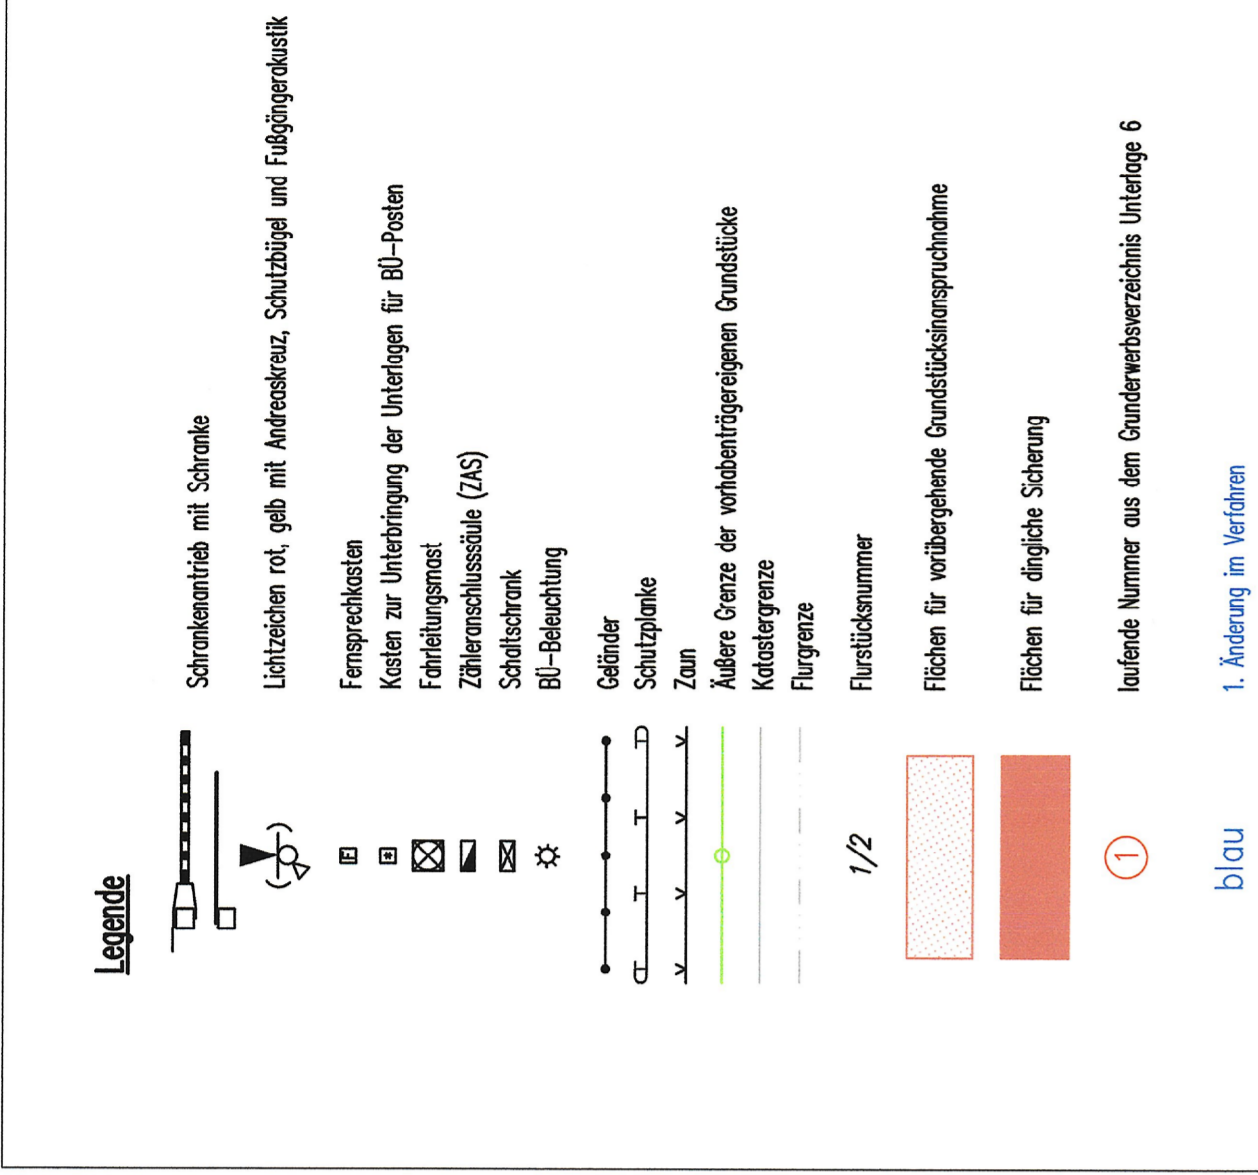 Legende
Schrankenantrieb mit Schranke
Lichtzeichen rot, gelb mit Andreaskreuz, Schutzbügel und Fußgängerakustik
F Fernsprechkasten
* Kasten zur Unterbringung der Unterlagen für BÜ-Posten
Fahrleitungsmast
Zähleranschlusssäule (ZAS)
Schaltschrank
BÜ-Beleuchtung
Geländer
Schutzplanke
Zaun
Äußere Grenze der vorhabenträgereigenen Grundstücke
Katastergrenze
Flurgrenze
1/2 Flurstücksnummer
Flächen für vorübergehende Grundstücksinanspruchnahme
Flächen für dingliche Sicherung
1 laufende Nummer aus dem Grunderwerbsverzeichnis Unterlage 6
blau 1. Änderung im Verfahren